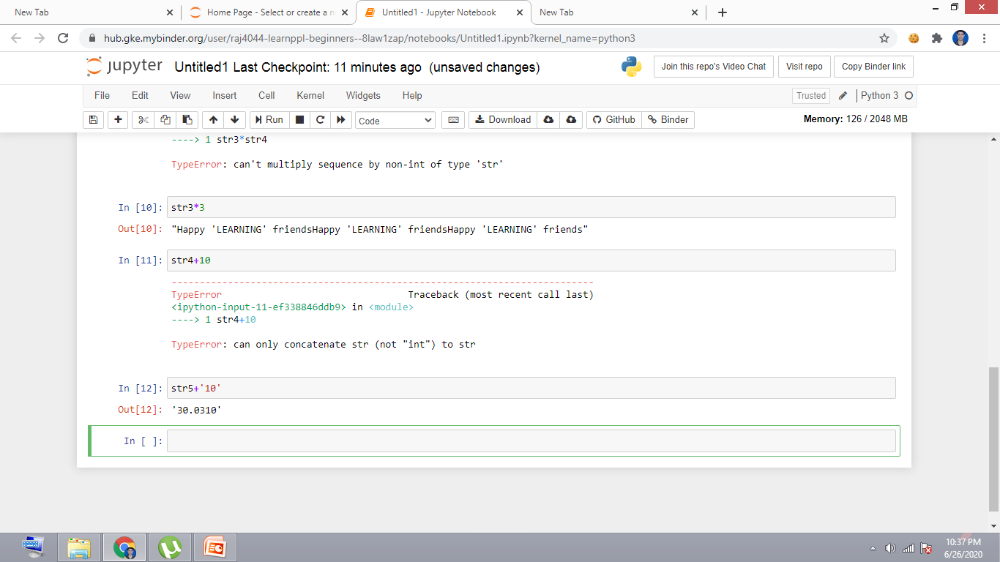 New Tab
Home Page - Select or create a n
Untitled1 - Jupyter Notebook
New Tab
hub.gke.mybinder.org/user/raj4044-learnppl-beginners--8law1zap/notebooks/Untitled1.ipynb?kernel_name=python3
jupyter Untitled1 Last Checkpoint: 11 minutes ago (unsaved changes)
Join this repo's Video Chat
Visit repo
Copy Binder link
File Edit View Insert Cell Kernel Widgets Help
Trusted
Python 3
Run
Code
Download
GitHub
Binder
Memory: 126 / 2048 MB
----> 1 str3*str4
TypeError: can't multiply sequence by non-int of type 'str'
In [10]: str3*3
Out[10]: "Happy 'LEARNING' friendsHappy 'LEARNING' friendsHappy 'LEARNING' friends"
In [11]: str4+10
---------------------------------------------------------------------------
TypeError Traceback (most recent call last)
<ipython-input-11-ef338846ddb9> in <module>
----> 1 str4+10
TypeError: can only concatenate str (not "int") to str
In [12]: str5+'10'
Out[12]: '30.0310'
In [ ]:
10:37 PM
6/26/2020